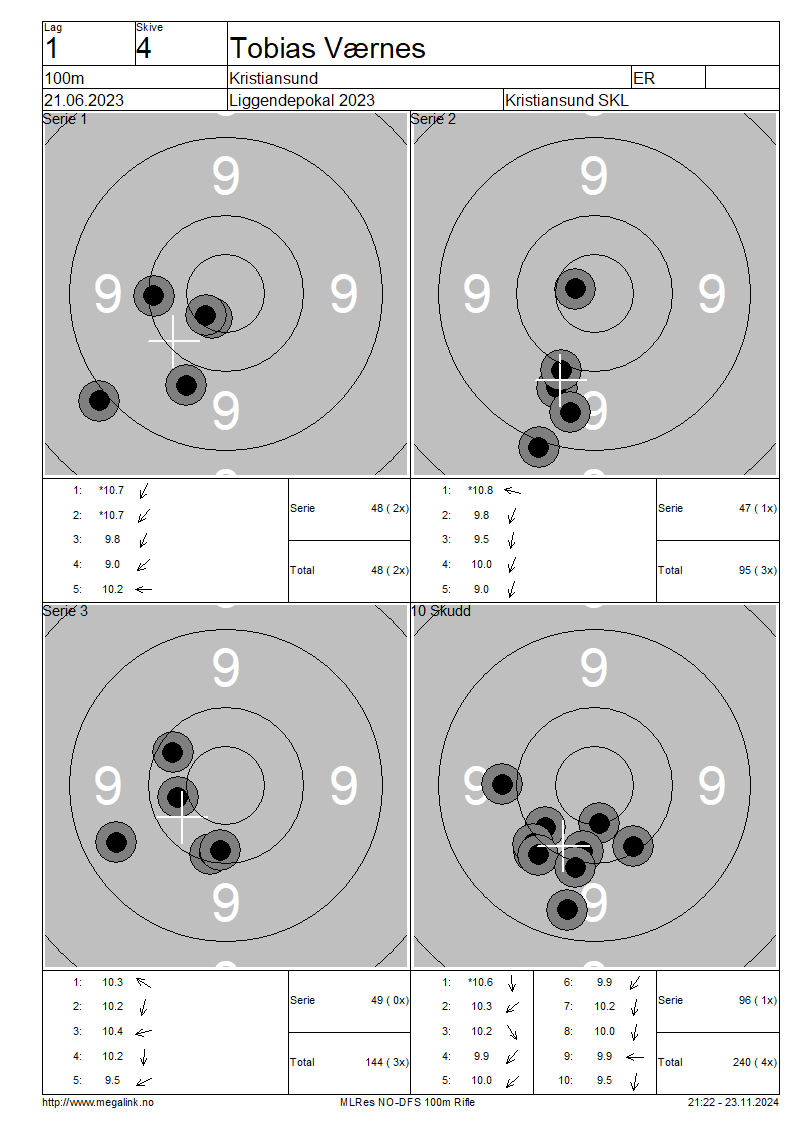 Lag Skive
1 4 Tobias Værnes
100m Kristiansund ER
21.06.2023 Liggendepokal 2023 Kristiansund SKL
Serie 1
9
9 9
9
1: *10.7
2: *10.7
3: 9.8
4: 9.0
5: 10.2
Serie 48 ( 2x)
Total 48 ( 2x)
Serie 2
9
9 9
9
1: *10.8
2: 9.8
3: 9.5
4: 10.0
5: 9.0
Serie 47 ( 1x)
Total 95 ( 3x)
Serie 3
9
9 9
9
1: 10.3
2: 10.2
3: 10.4
4: 10.2
5: 9.5
Serie 49 ( 0x)
Total 144 ( 3x)
10 Skudd
9
9 9
9
1: *10.6 6: 9.9
2: 10.3 7: 10.2
3: 10.2 8: 10.0
4: 9.9 9: 9.9
5: 10.0 10: 9.5
Serie 96 ( 1x)
Total 240 ( 4x)
http://www.megalink.no MLRes NO-DFS 100m Rifle 21:22 - 23.11.2024